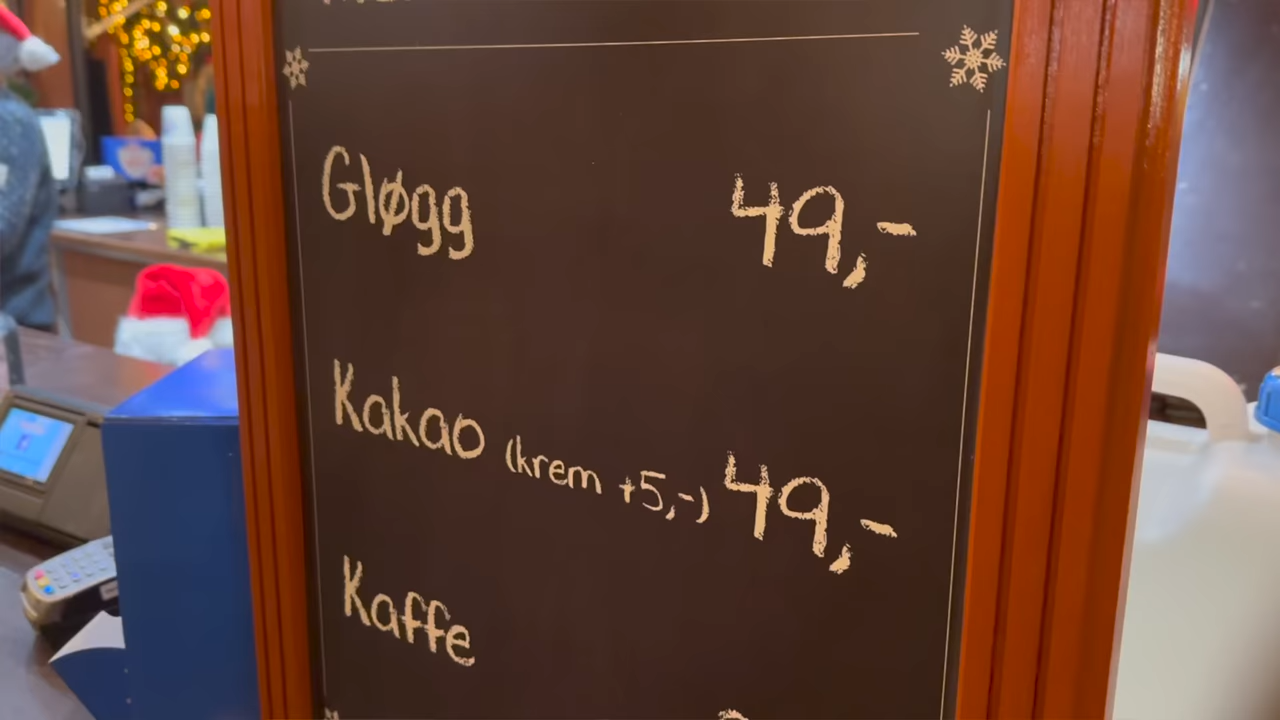 Gløgg 49,-
Kakao (krem +5,-) 49,-
Kaffe